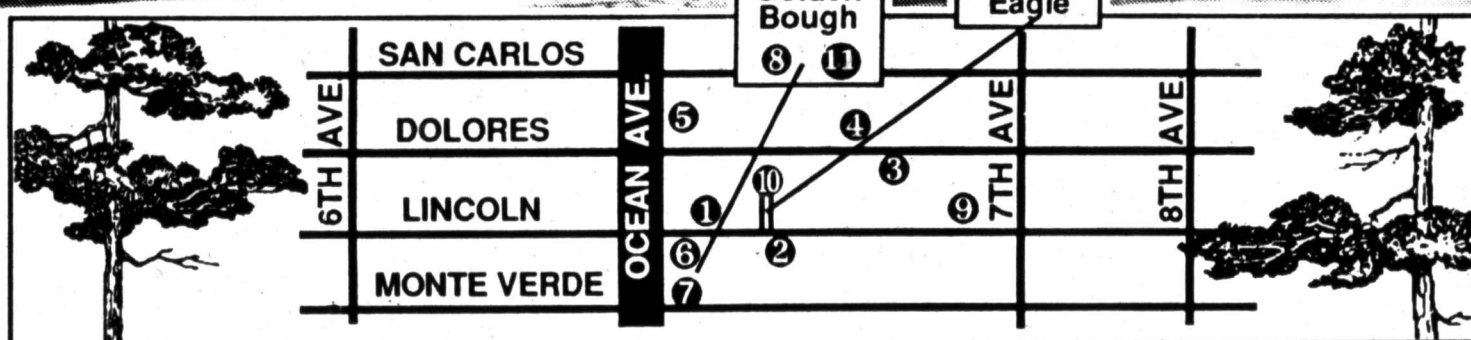 Bough
8 11
Eagle
SAN CARLOS
DOLORES
LINCOLN
MONTE VERDE
6TH AVE.
OCEAN AVE.
7TH AVE
8TH AVE.
5
4
3
10
1
9
6
2
7